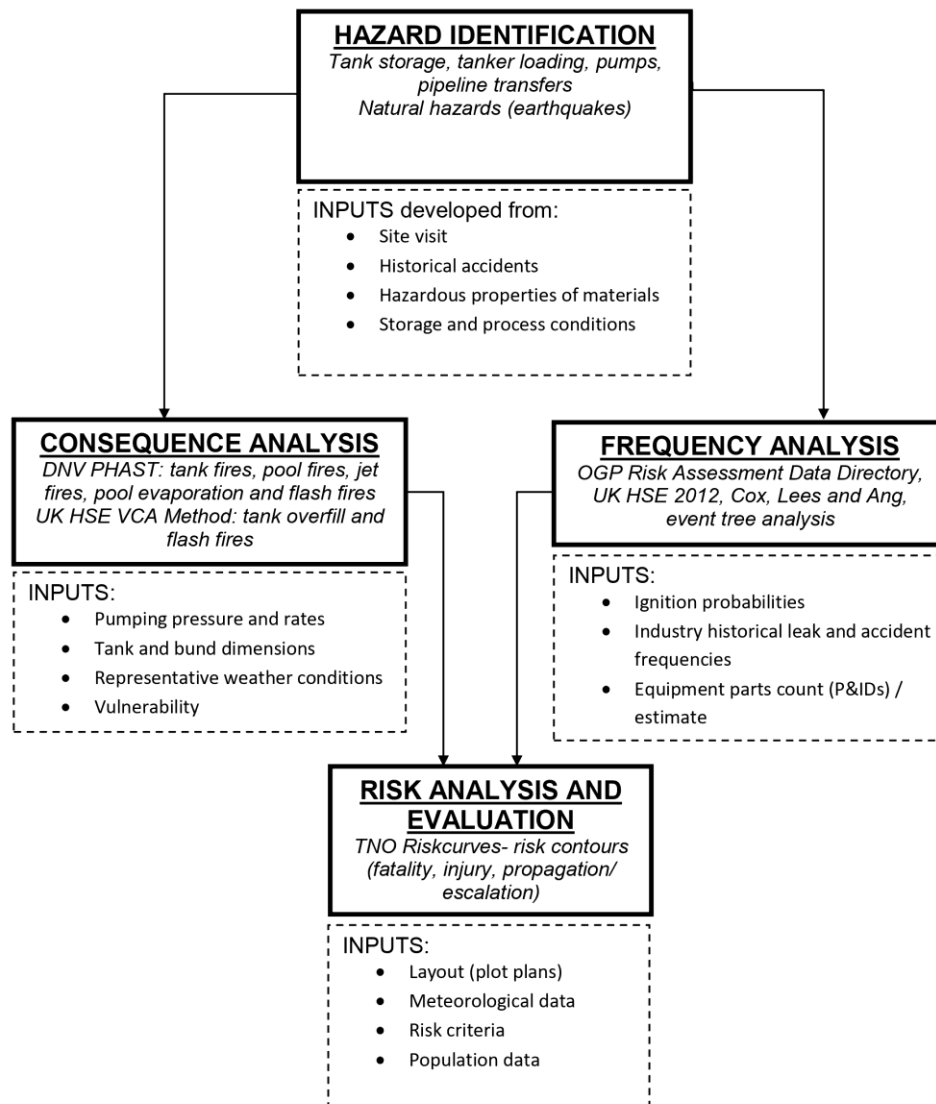 HAZARD IDENTIFICATION
Tank storage, tanker loading, pumps,
pipeline transfers
Natural hazards (earthquakes)
INPUTS developed from:
• Site visit
• Historical accidents
• Hazardous properties of materials
• Storage and process conditions
CONSEQUENCE ANALYSIS
DNV PHAST: tank fires, pool fires, jet
fires, pool evaporation and flash fires
UK HSE VCA Method: tank overfill and
flash fires
INPUTS:
• Pumping pressure and rates
• Tank and bund dimensions
• Representative weather conditions
• Vulnerability
FREQUENCY ANALYSIS
OGP Risk Assessment Data Directory,
UK HSE 2012, Cox, Lees and Ang,
event tree analysis
INPUTS:
• Ignition probabilities
• Industry historical leak and accident
frequencies
• Equipment parts count (P&IDs) /
estimate
RISK ANALYSIS AND
EVALUATION
TNO Riskcurves- risk contours
(fatality, injury, propagation/
escalation)
INPUTS:
• Layout (plot plans)
• Meteorological data
• Risk criteria
• Population data